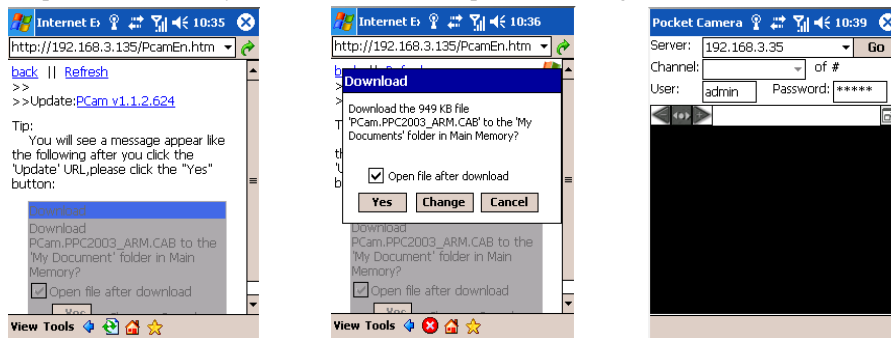 Internet E: 10:35
http://192.168.3.135/PcamEn.htm
back || Refresh
>>
>>Update:PCam v1.1.2.624
Tip:
You will see a message appear like
the following after you click the
'Update' URL,please click the "Yes"
button:
Download
Download
PCam.PPC2003_ARM.CAB to the
'My Document' folder in Main
Memory?
Open file after download
View Tools
Internet E: 10:36
http://192.168.3.135/PcamEn.htm
Download
Download the 949 KB file
'PCam.PPC2003_ARM.CAB' to the 'My
Documents' folder in Main Memory?
Open file after download
Yes Change Cancel
Download
PCam.PPC2003_ARM.CAB to the
'My Document' folder in Main
Memory?
Open file after download
View Tools
Pocket Camera 10:39
Server: 192.168.3.35 Go
Channel: of #
User: admin Password: *****